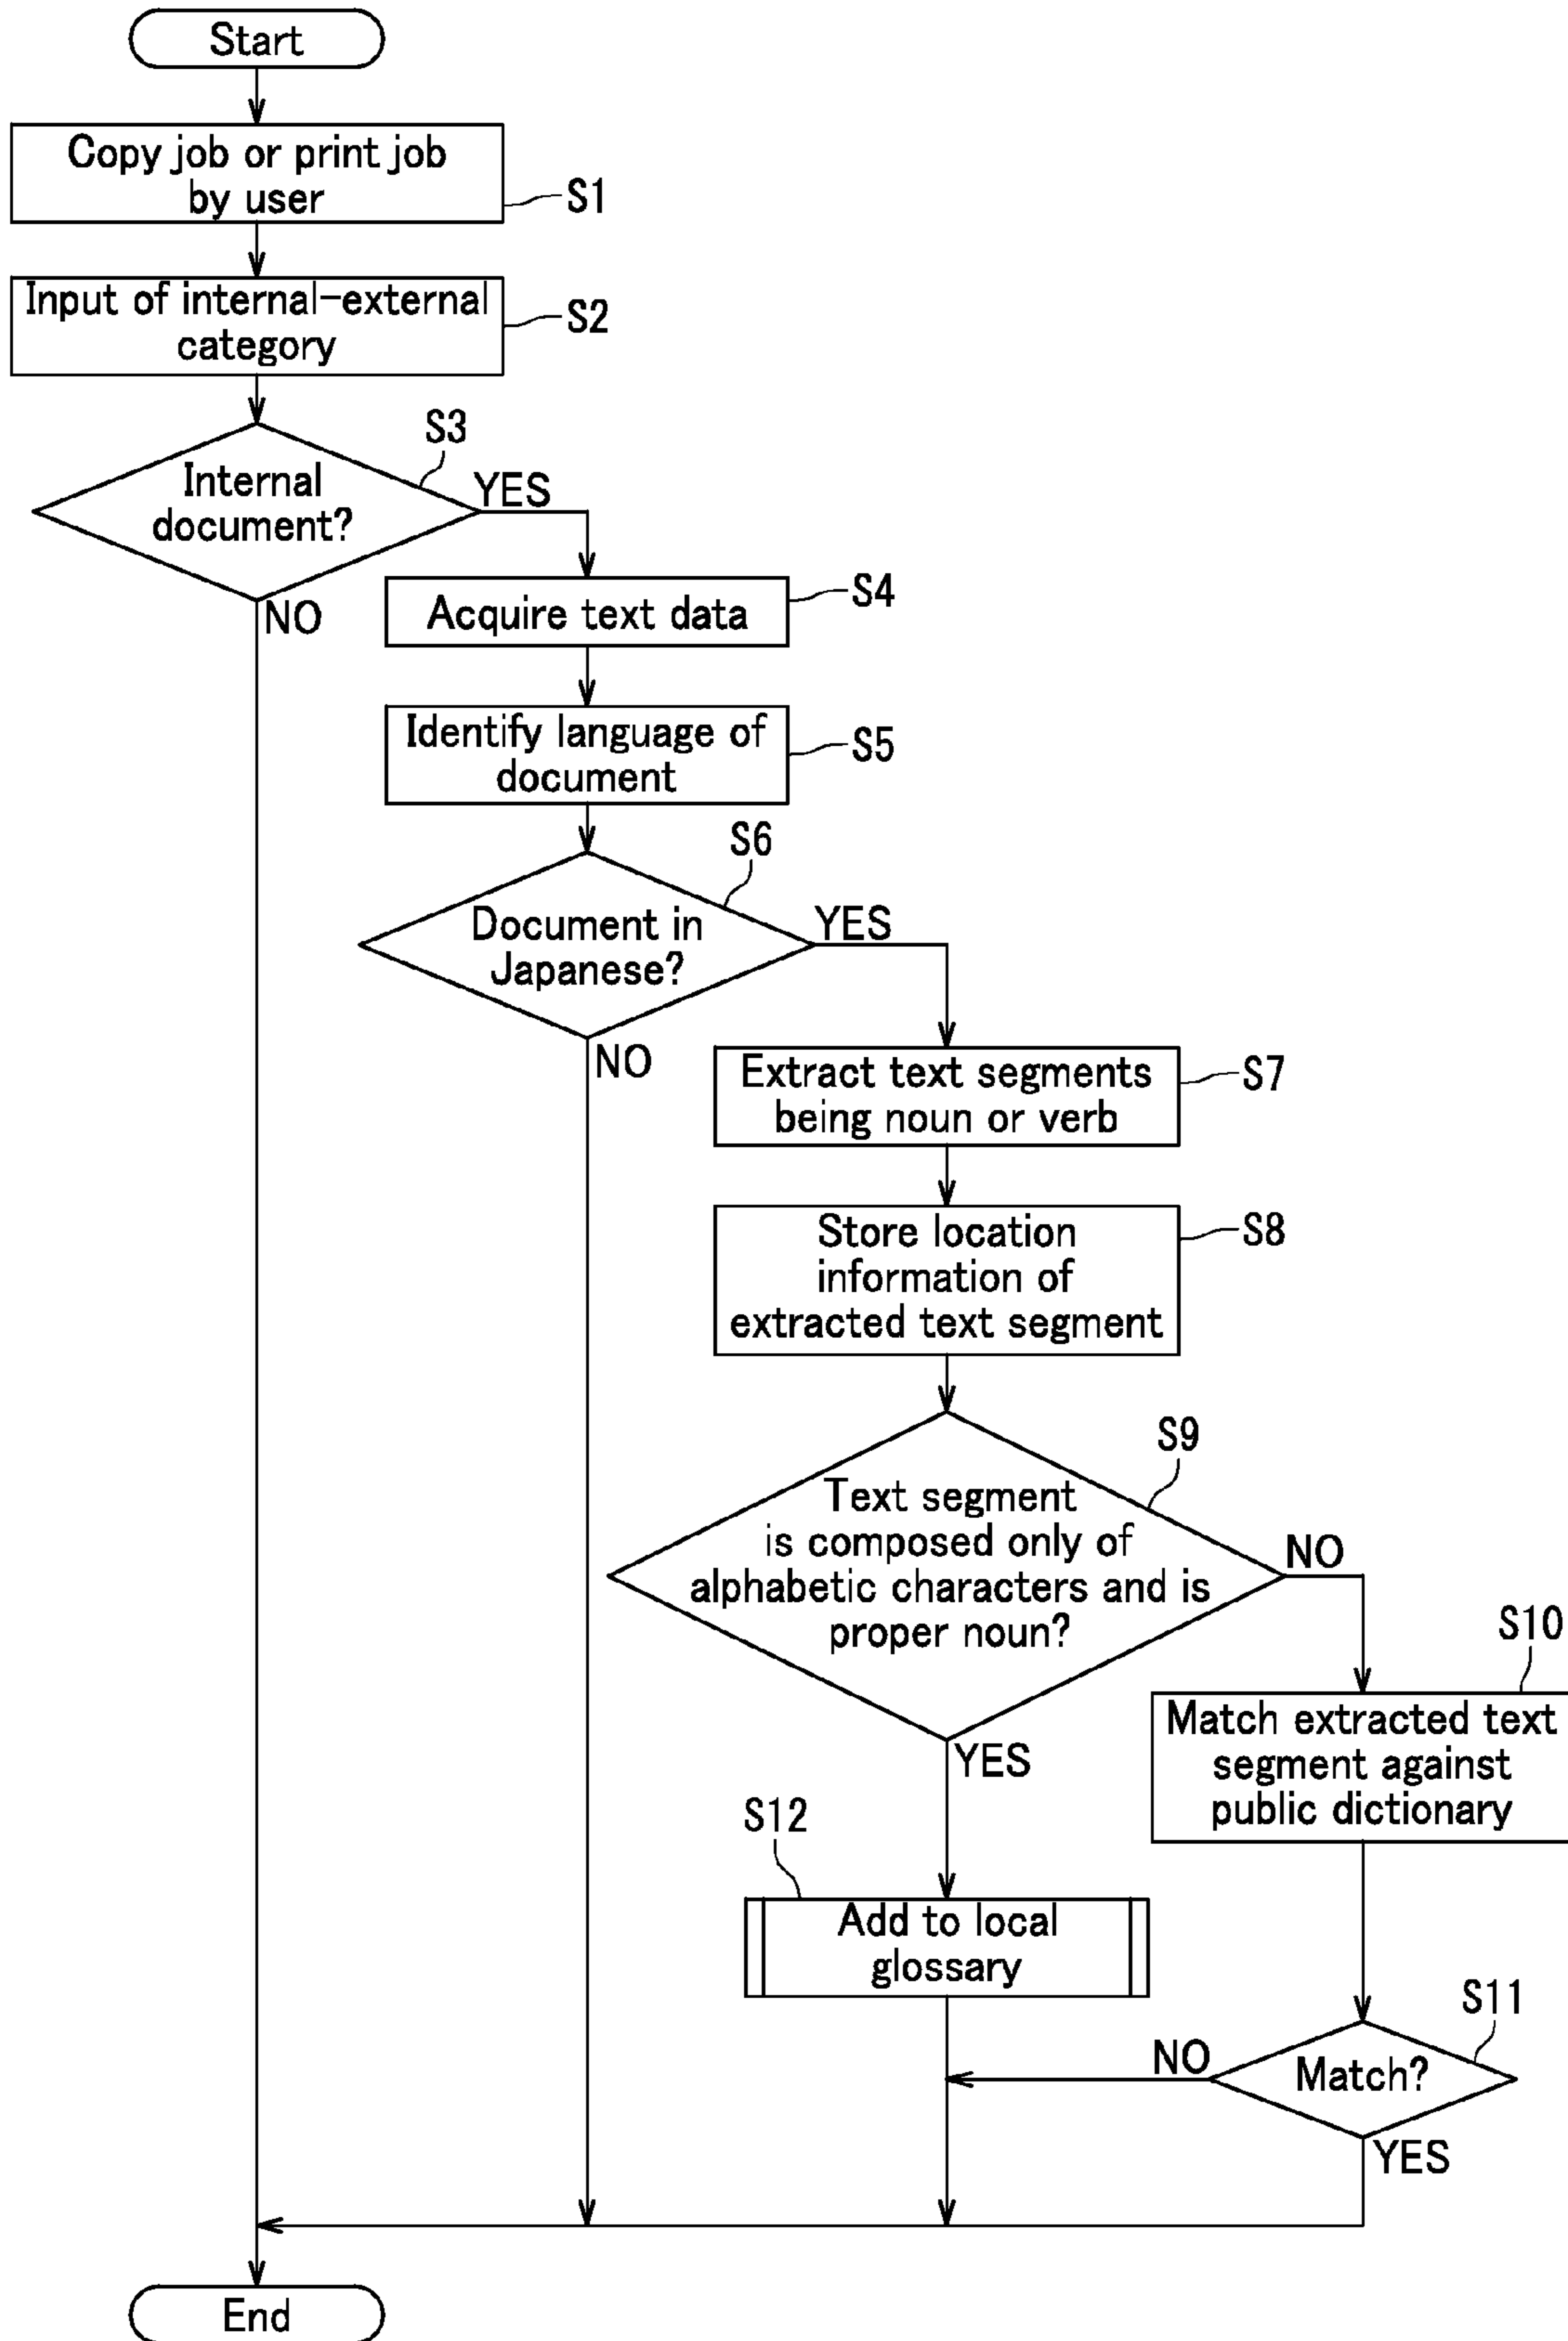 Start
Copy job or print job
by user
S1
Input of internal-external
category
S2
S3
Internal
document?
YES
NO
Acquire text data
S4
Identify language of
document
S5
S6
Document in
Japanese?
YES
NO
Extract text segments
being noun or verb
S7
Store location
information of
extracted text segment
S8
S9
Text segment
is composed only of
alphabetic characters and is
proper noun?
NO
YES
S10
Match extracted text
segment against
public dictionary
S12
Add to local
glossary
S11
Match?
NO
YES
End